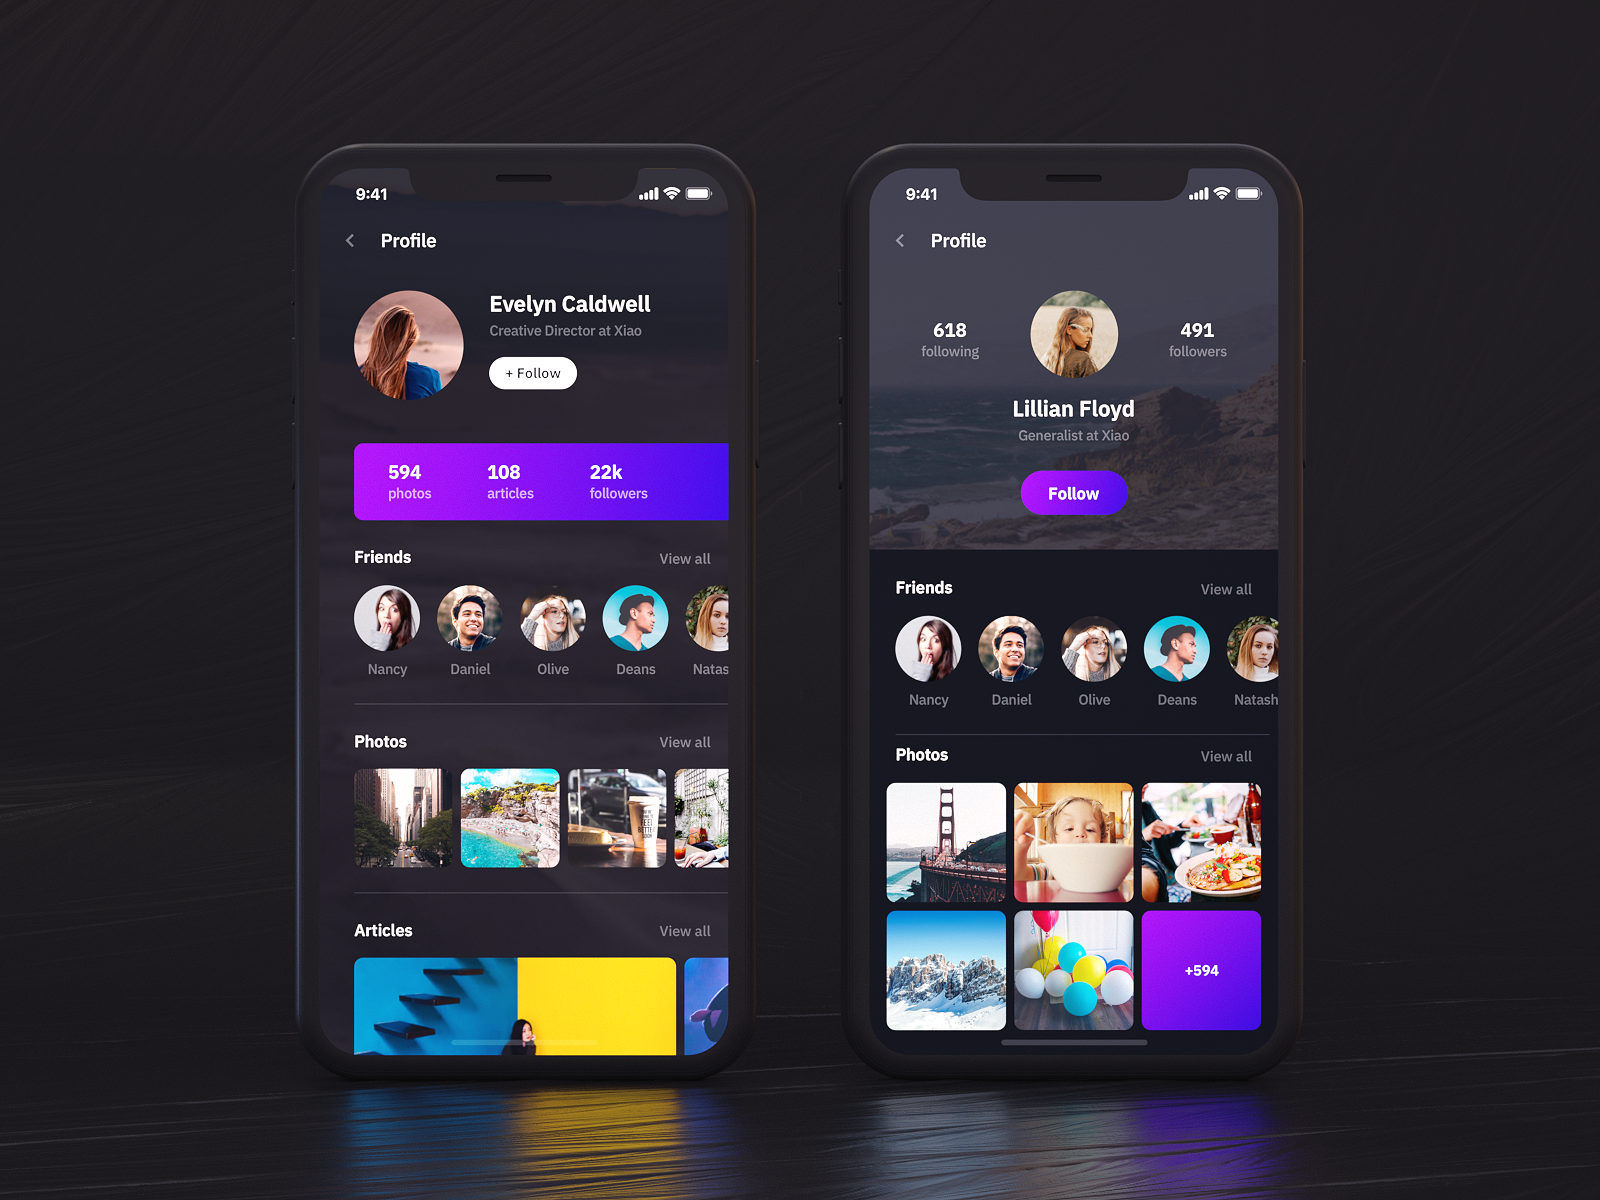 9:41
Profile
Evelyn Caldwell
Creative Director at Xiao
+ Follow
594
108
22k
photos
articles
followers
Friends
View all
Nancy
Daniel
Olive
Deans
Natas
Photos
View all
FEEL
BETTER
Articles
View all
9:41
Profile
618
491
following
followers
Lillian Floyd
Generalist at Xiao
Follow
Friends
View all
Nancy
Daniel
Olive
Deans
Natash
Photos
View all
+594